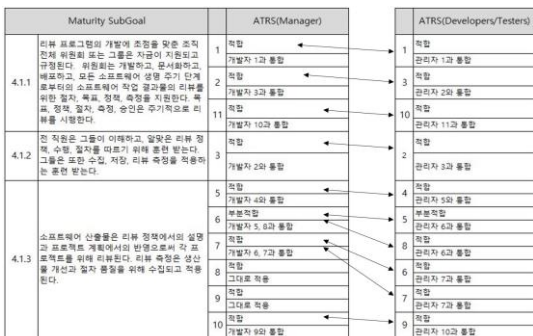 Maturity SubGoal
ATRS(Manager)
ATRS(Developers/Testers)
4.1.1
리뷰 프로그램의 개발에 초점을 맞춘 조직
전체 위원회 또는 그룹은 자금이 지원되고
규정된다. 위원회는 개발하고, 문서화하고,
배포하고, 모든 소프트웨어 생명 주기 단계
로부터의 소프트웨어 작업 결과물의 리뷰를
위한 절차, 목표, 정책, 측정을 지원한다. 목
표, 정책, 절차, 측정, 승인은 주기적으로 리
뷰를 시행한다.
1
적합
개발자 1과 통합
2
적합
개발자 3과 통합
11
적합
개발자 10과 통합
1
적합
관리자 1과 통합
3
적합
관리자 2와 통합
10
적합
관리자 11과 통합
4.1.2
전 직원은 그들이 이해하고, 알맞은 리뷰 정
책, 수행, 절차를 따르기 위해 훈련 받는다.
그들은 또한 수집, 저장, 리뷰 측정을 적용하
는 훈련 받는다.
3
적합
개발자 2와 통합
2
적합
관리자 3과 통합
4.1.3
소프트웨어 산출물은 리뷰 정책에서의 설명
과 프로젝트 계획에서의 반영으로써 각 프
로젝트를 위해 리뷰된다. 리뷰 측정은 생산
물 개선과 절차 품질을 위해 수집되고 적용
된다.
5
적합
개발자 4와 통합
6
부분적합
개발자 5, 8과 통합
7
적합
개발자 6, 7과 통합
8
적합
그대로 적용
9
적합
그대로 적용
10
적합
개발자 9와 통합
4
적합
관리자 5와 통합
5
부분적합
관리자 6과 통합
8
적합
관리자 6과 통합
6
적합
관리자 7과 통합
7
적합
관리자 7과 통합
9
적합
관리자 10과 통합